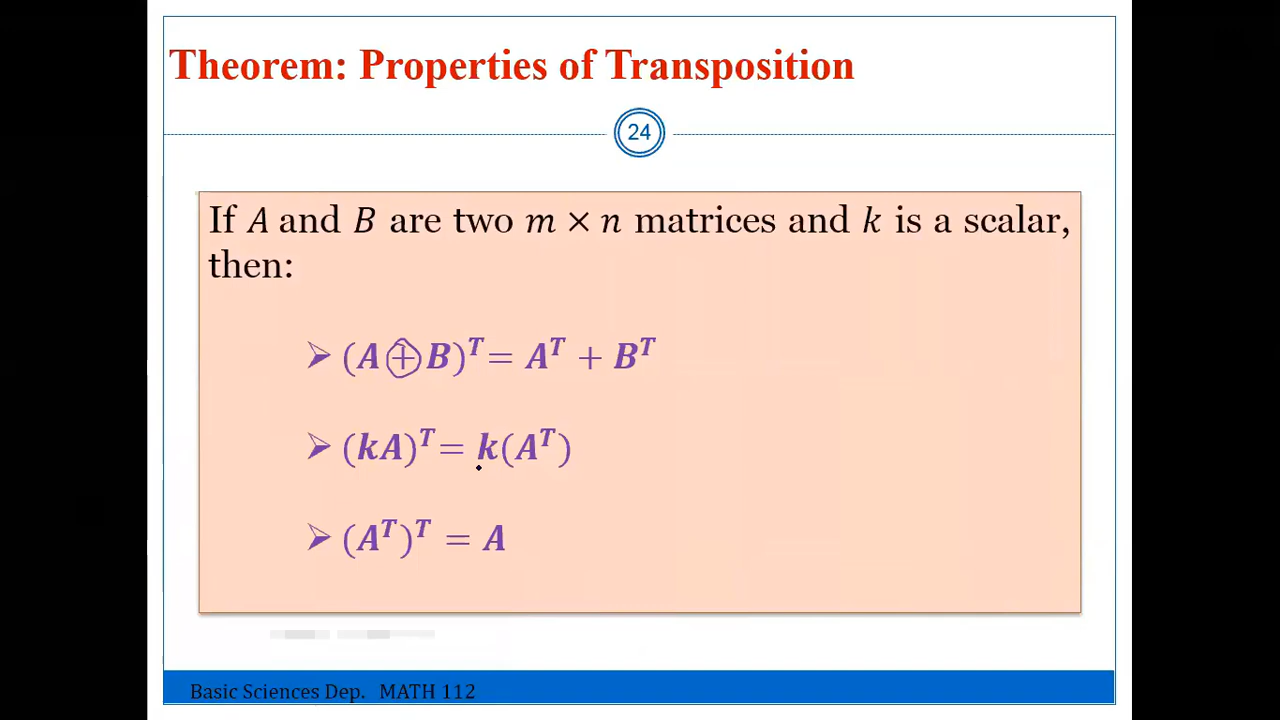 Theorem: Properties of Transposition
24
If A and B are two m × n matrices and k is a scalar,
then:
➢ (A + B)ᵀ = Aᵀ + Bᵀ
➢ (kA)ᵀ = k(Aᵀ)
➢ (Aᵀ)ᵀ = A
Basic Sciences Dep. MATH 112